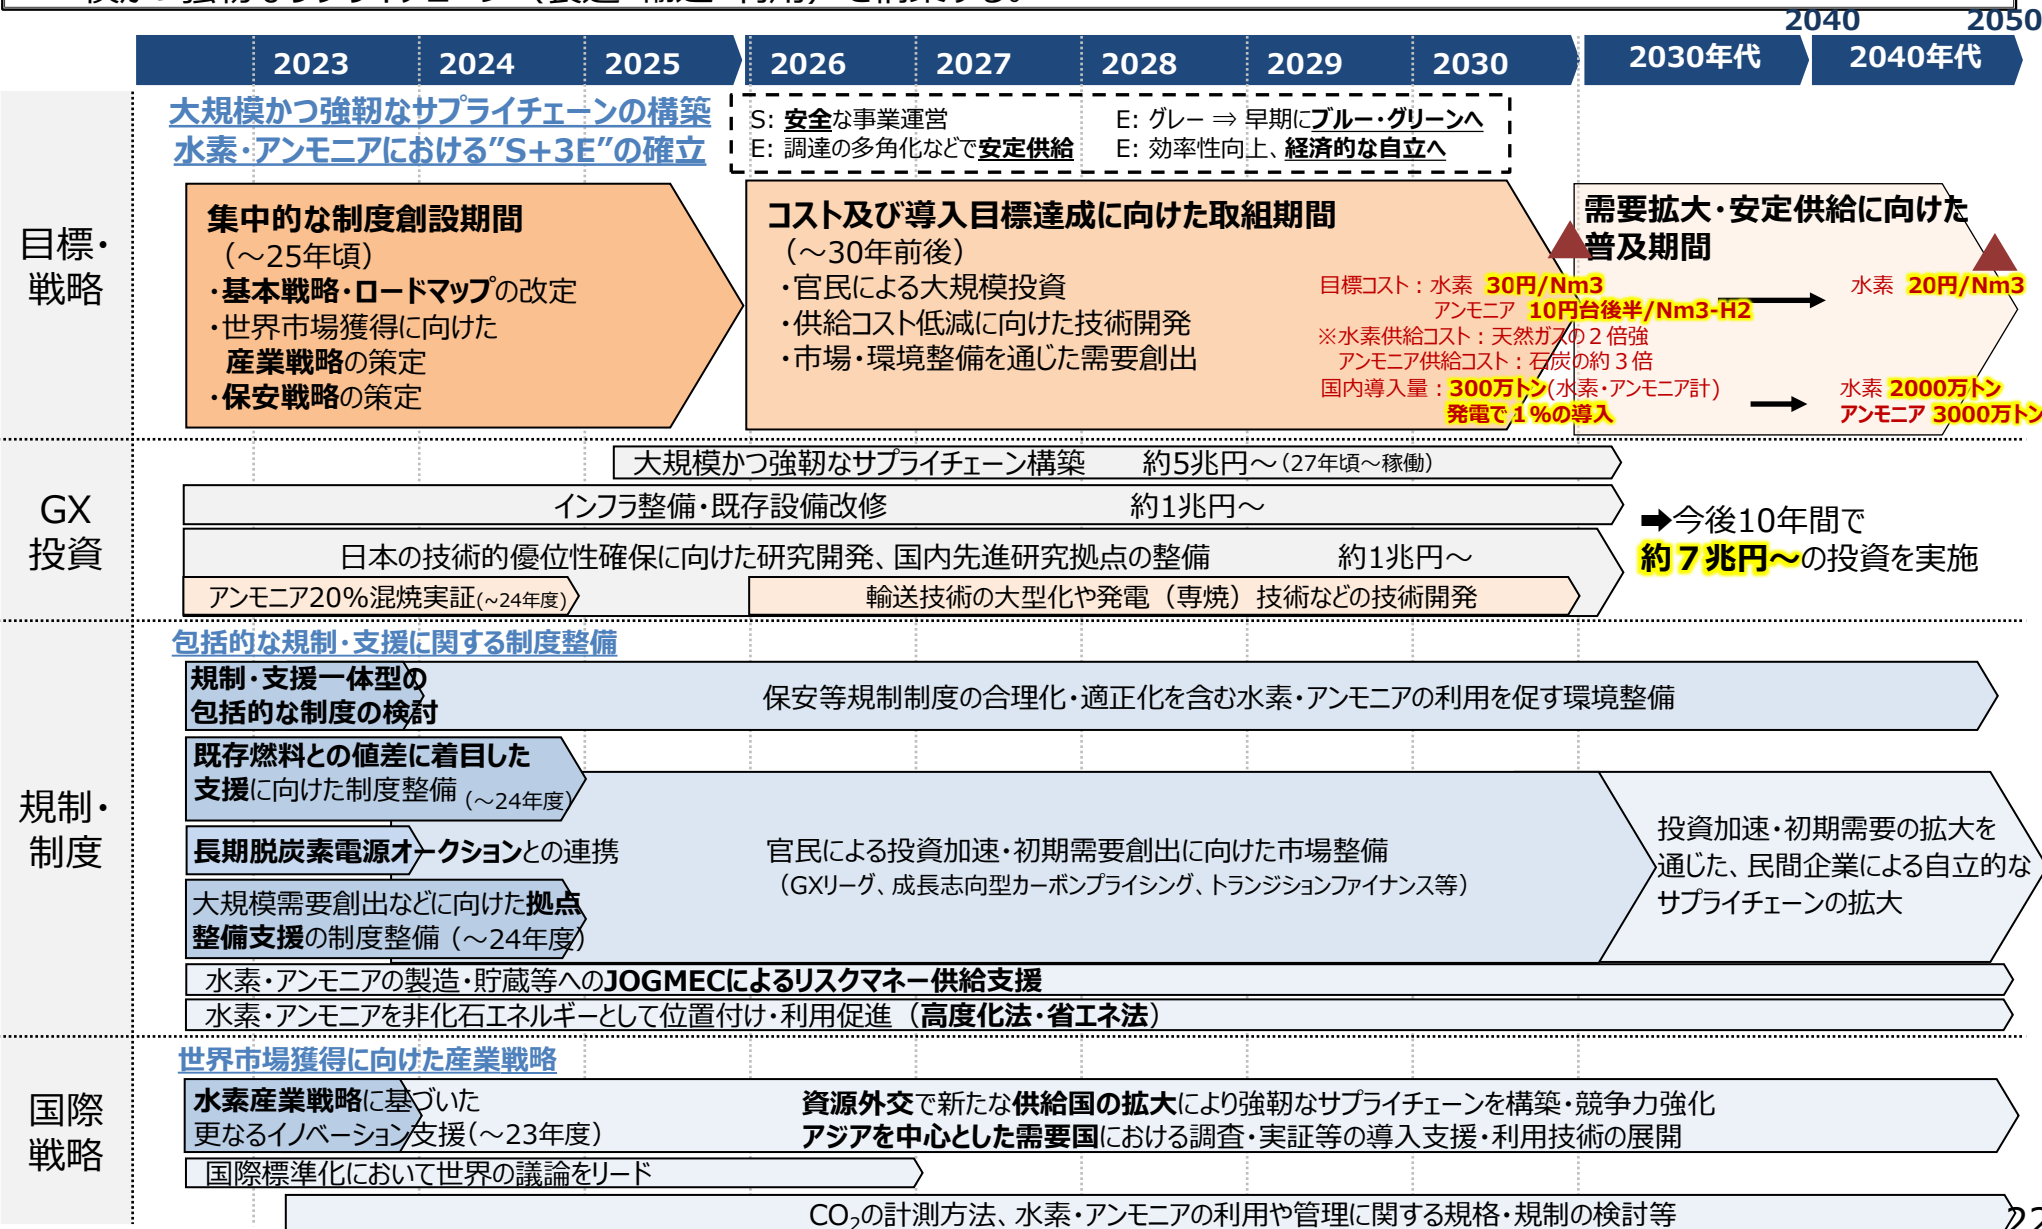 2040 2050
2023 2024 2025 2026 2027 2028 2029 2030 2030年代 2040年代
目標・
戦略
大規模かつ強靭なサプライチェーンの構築
水素・アンモニアにおける”S+3E”の確立
S: 安全な事業運営 E: グレー ⇒ 早期にブルー・グリーンへ
E: 調達の多角化などで安定供給 E: 効率性向上、経済的な自立へ
集中的な制度創設期間
（～25年頃）
・基本戦略・ロードマップの改定
・世界市場獲得に向けた
産業戦略の策定
・保安戦略の策定
コスト及び導入目標達成に向けた取組期間
（～30年前後）
・官民による大規模投資
・供給コスト低減に向けた技術開発
・市場・環境整備を通じた需要創出
需要拡大・安定供給に向けた
普及期間
目標コスト：水素 30円/Nm3
アンモニア 10円台後半/Nm3-H2
※水素供給コスト：天然ガスの２倍強
アンモニア供給コスト：石炭の約３倍
国内導入量：300万トン(水素・アンモニア計)
発電で１％の導入
水素 20円/Nm3
水素 2000万トン
アンモニア 3000万トン
GX
投資
大規模かつ強靭なサプライチェーン構築 約5兆円～（27年頃～稼働）
インフラ整備・既存設備改修 約1兆円～
日本の技術的優位性確保に向けた研究開発、国内先進研究拠点の整備 約1兆円～
アンモニア20％混焼実証(~24年度)
輸送技術の大型化や発電（専焼）技術などの技術開発
➡今後10年間で
約７兆円～の投資を実施
規制・
制度
包括的な規制・支援に関する制度整備
規制・支援一体型の
包括的な制度の検討
保安等規制制度の合理化・適正化を含む水素・アンモニアの利用を促す環境整備
既存燃料との値差に着目した
支援に向けた制度整備（～24年度）
長期脱炭素電源オークションとの連携
大規模需要創出などに向けた拠点
整備支援の制度整備（～24年度）
官民による投資加速・初期需要創出に向けた市場整備
（GXリーグ、成長志向型カーボンプライシング、トランジションファイナンス等）
投資加速・初期需要の拡大を
通じた、民間企業による自立的な
サプライチェーンの拡大
水素・アンモニアの製造・貯蔵等へのJOGMECによるリスクマネー供給支援
水素・アンモニアを非化石エネルギーとして位置付け・利用促進（高度化法・省エネ法）
国際
戦略
世界市場獲得に向けた産業戦略
水素産業戦略に基づいた
更なるイノベーション支援（～23年度）
資源外交で新たな供給国の拡大により強靭なサプライチェーンを構築・競争力強化
アジアを中心とした需要国における調査・実証等の導入支援・利用技術の展開
国際標準化において世界の議論をリード
CO2の計測方法、水素・アンモニアの利用や管理に関する規格・規制の検討等